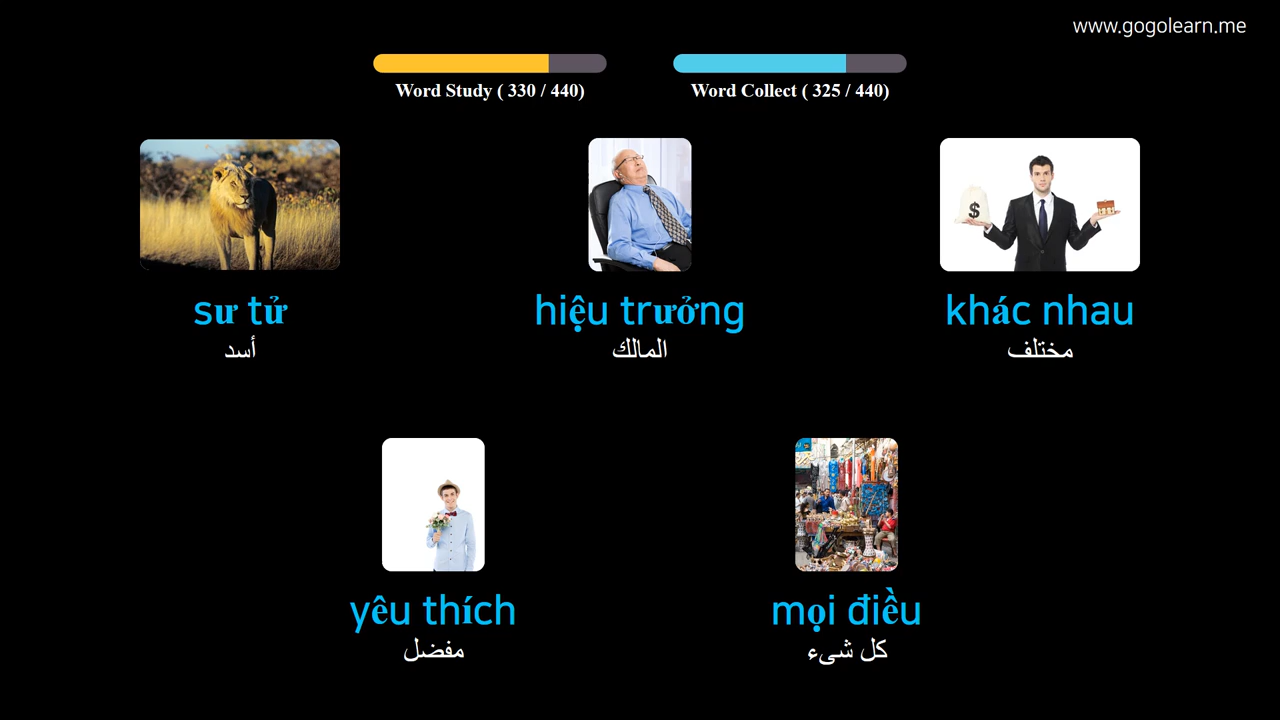 www.gogolearn.me
Word Study ( 330 / 440)
Word Collect ( 325 / 440)
$
sư tử
أسد
hiệu trưởng
المالك
khác nhau
مختلف
yêu thích
مفضل
mọi điều
كل شىء